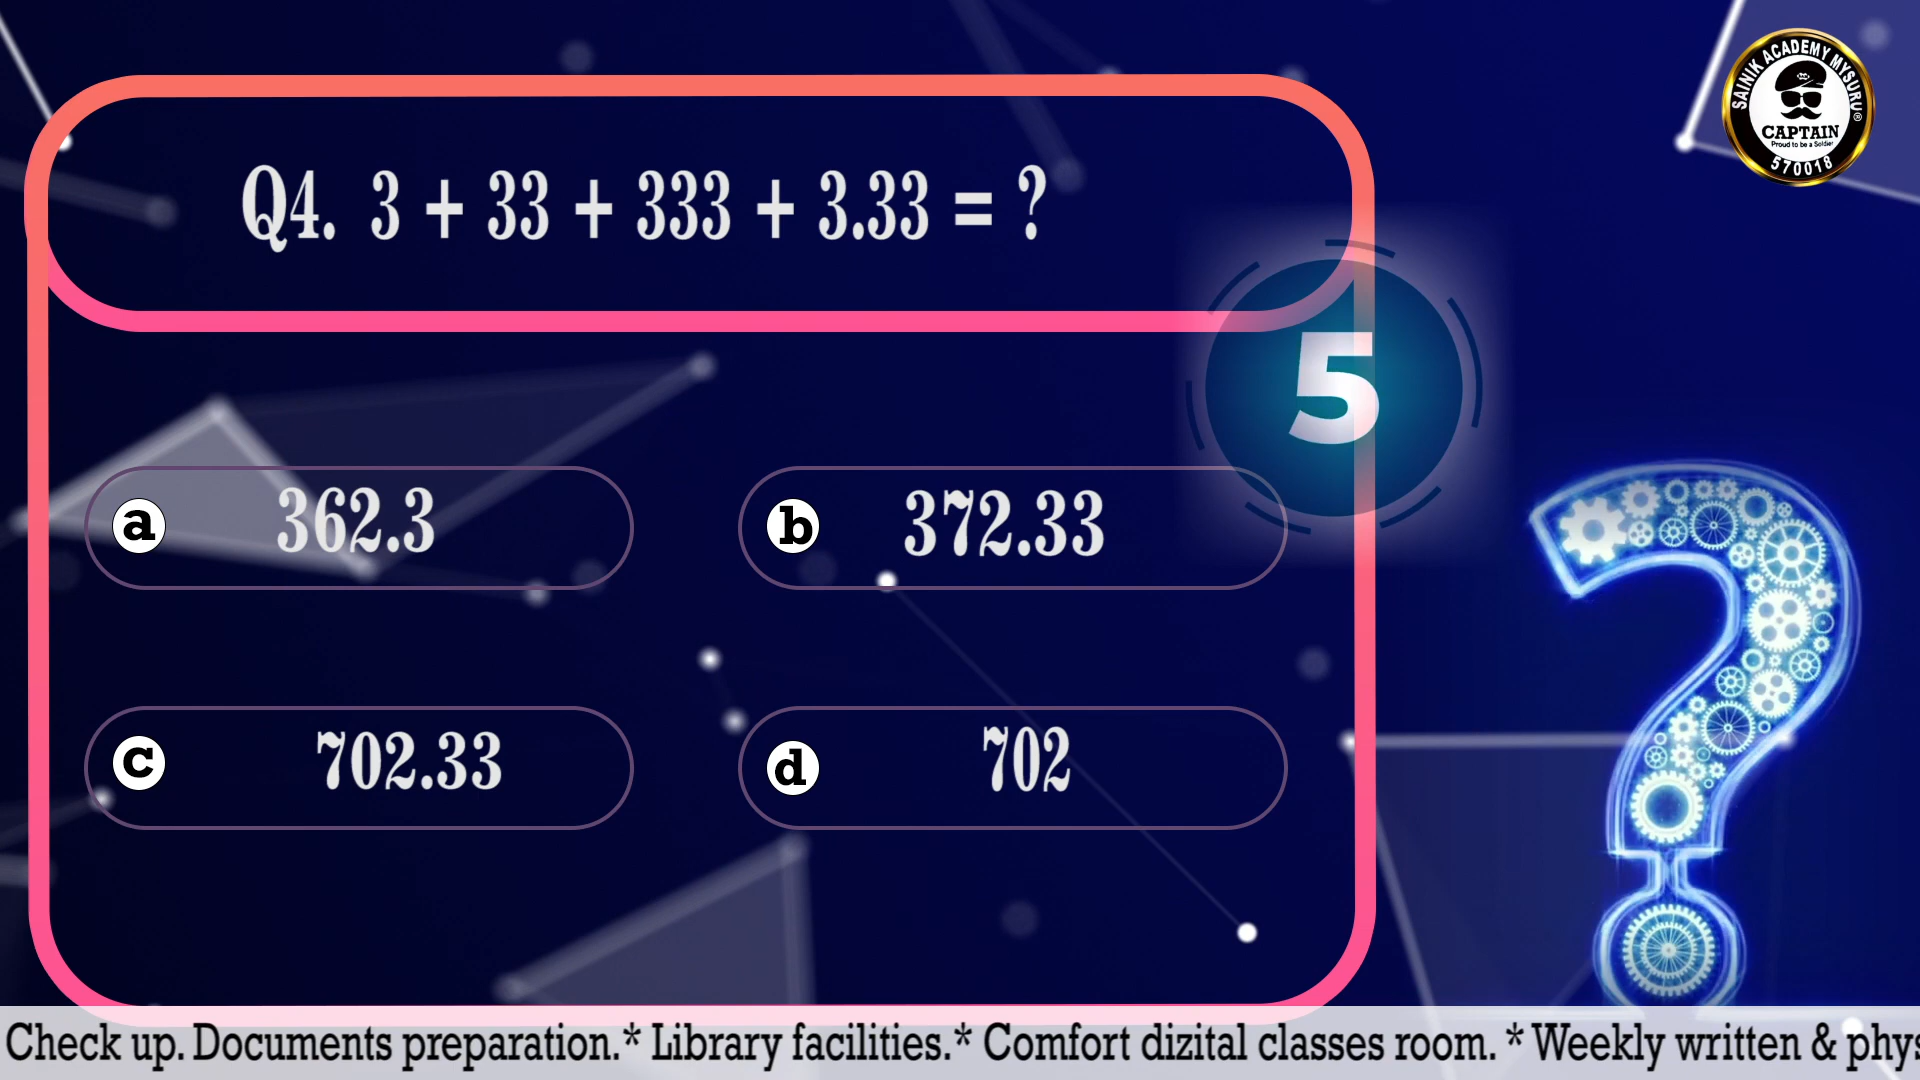 SAINIK ACADEMY MYSURU®
CAPTAIN
Proud to be a Soldier
570018
Q4. 3 + 33 + 333 + 3.33 = ?
5
a 362.3
b 372.33
c 702.33
d 702
Check up. Documents preparation.* Library facilities.* Comfort dizital classes room. * Weekly written & phys